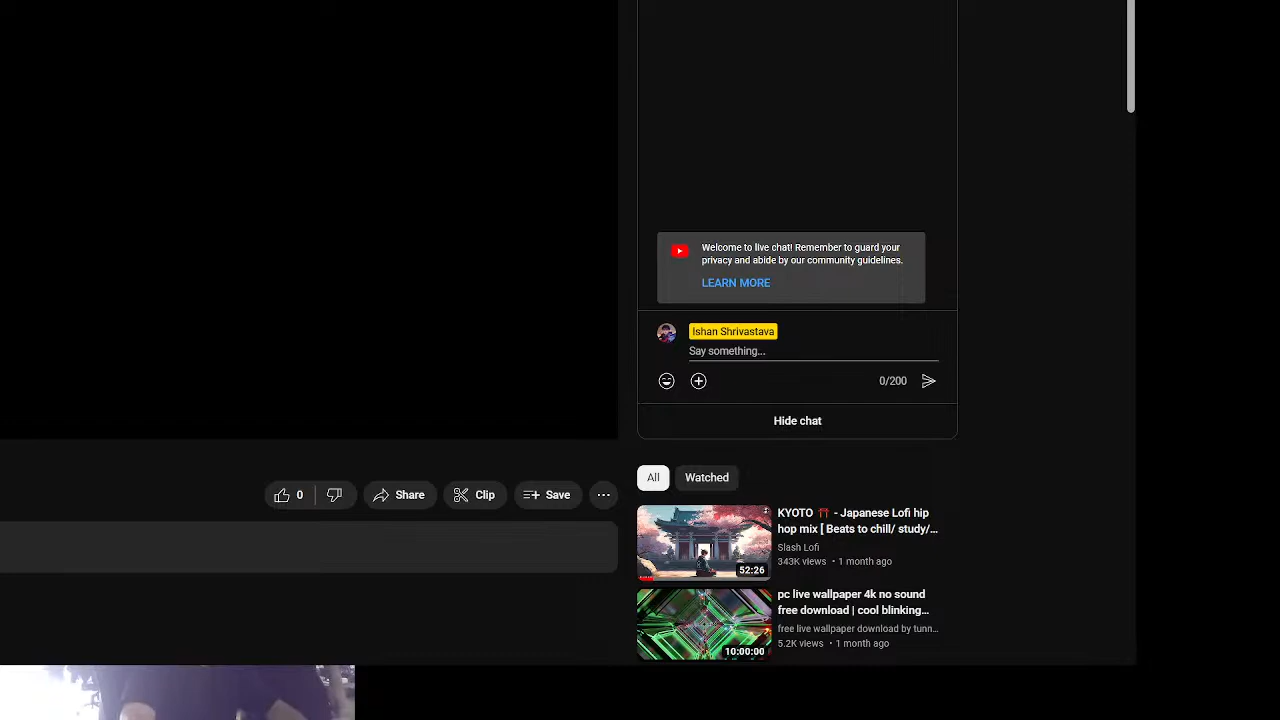 Welcome to live chat! Remember to guard your
privacy and abide by our community guidelines.
LEARN MORE
Ishan Shrivastava
Say something...
0/200
Hide chat
0
Share
Clip
Save
All
Watched
KYOTO ⛩️ - Japanese Lofi hip
hop mix [ Beats to chill/ study/...
Slash Lofi
343K views • 1 month ago
52:26
pc live wallpaper 4k no sound
free download | cool blinking...
free live wallpaper download by tunn...
5.2K views • 1 month ago
10:00:00